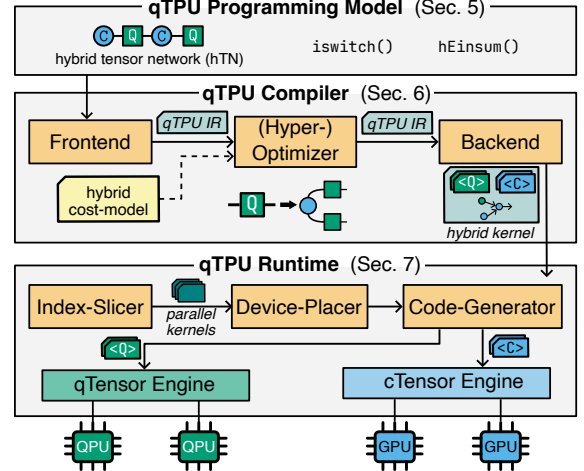 qTPU Programming Model (Sec. 5)
C Q C Q
hybrid tensor network (hTN)
iswitch() hEinsum()
qTPU Compiler (Sec. 6)
Frontend
qTPU IR
(Hyper-)
Optimizer
qTPU IR
Backend
hybrid
cost-model
Q
<Q> <C>
hybrid kernel
qTPU Runtime (Sec. 7)
Index-Slicer
parallel
kernels
Device-Placer
Code-Generator
<Q>
<C>
qTensor Engine
cTensor Engine
QPU QPU GPU GPU